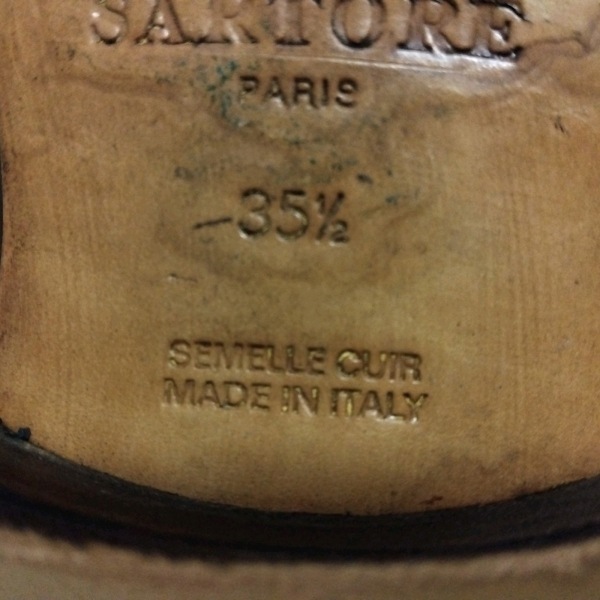 SARTORE
PARIS
35½
SEMELLE CUIR
MADE IN ITALY